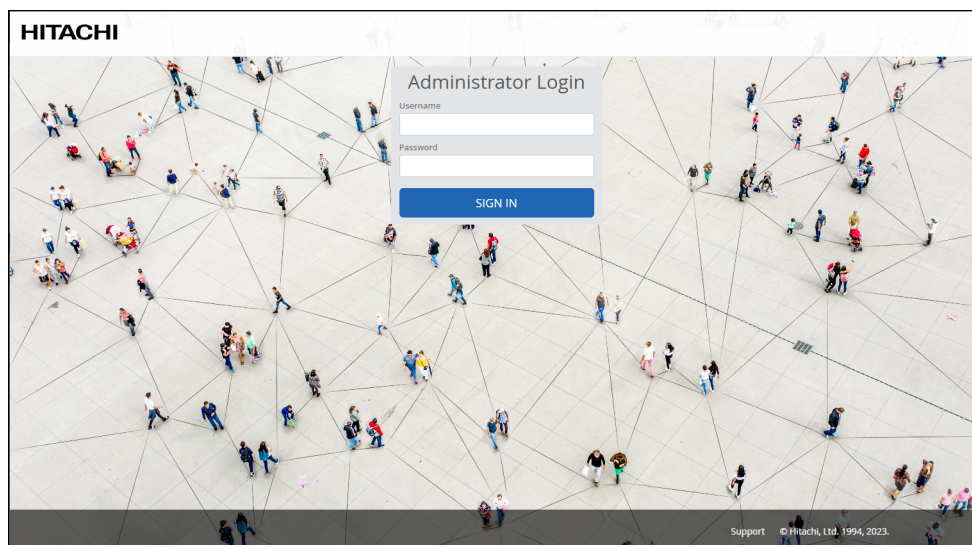 HITACHI
Administrator Login
Username
Password
SIGN IN
Support © Hitachi, Ltd. 1994, 2023.